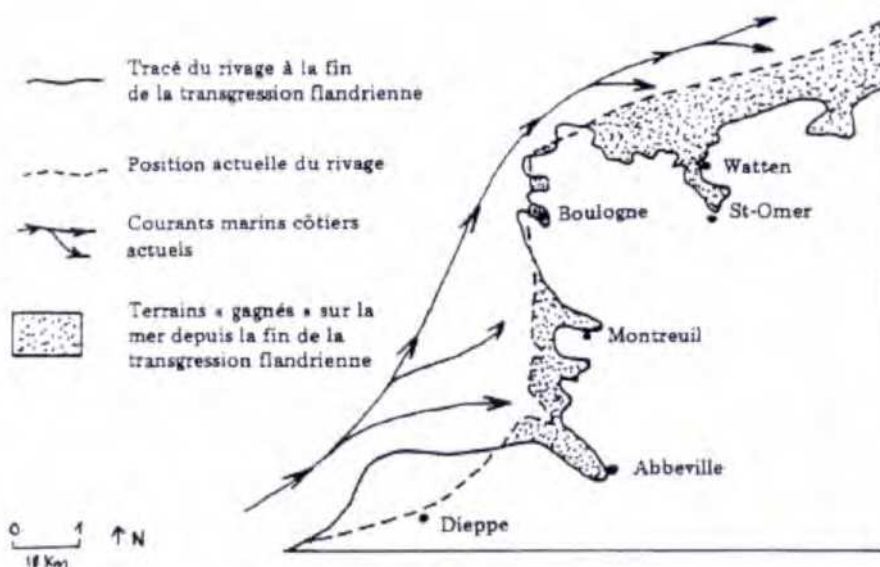 Tracé du rivage à la fin
de la transgression flandrienne
Position actuelle du rivage
Courants marins côtiers
actuels
Terrains « gagnés » sur la
mer depuis la fin de la
transgression flandrienne
Watten
St-Omer
Boulogne
Montreuil
Abbeville
Dieppe
0 1
N